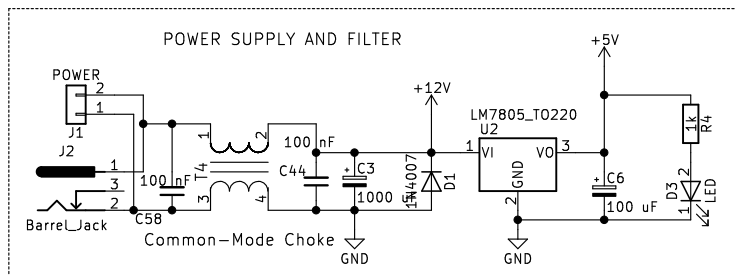 POWER SUPPLY AND FILTER
+5V
POWER
+12V
LM7805_TO220
2
1
J1
J2
1
2
100 nF
U2
1
VI
VO
3
1k
R4
T4
C44
C3
1000
1N4007
D1
GND
2
C6
100 uF
2
D3
LED
1
1
3
2
100 nF
C58
3
4
Barrel_Jack
Common-Mode Choke
GND
GND